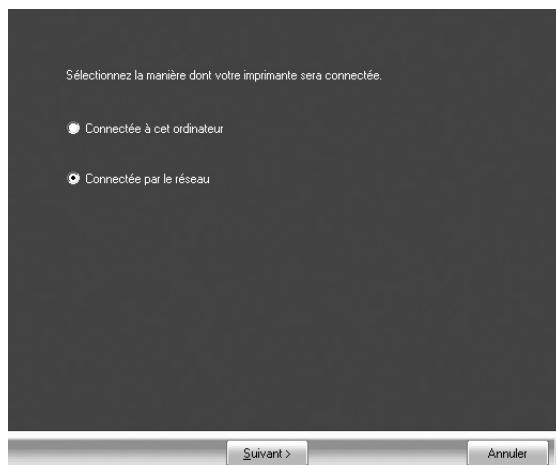 Sélectionnez la manière dont votre imprimante sera connectée.
Connectée à cet ordinateur
Connectée par le réseau
Suivant >
Annuler